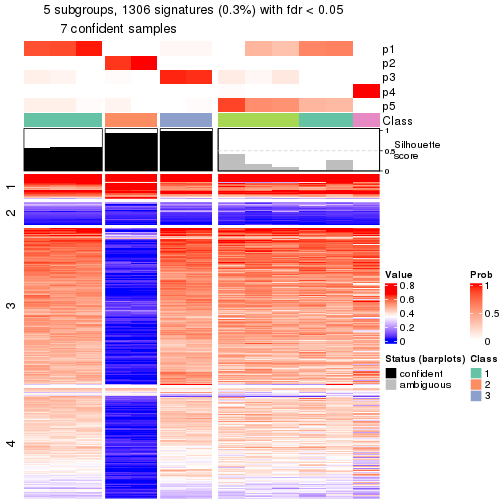 5 subgroups, 1306 signatures (0.3%) with fdr < 0.05
7 confident samples
p1
p2
p3
p4
p5
Class
1
0.5
0
Silhouette
score
1
2
3
4
Value
0.8
0.6
0.4
0.2
0
Prob
1
0.5
0
Status (barplots)
confident
ambiguous
Class
1
2
3